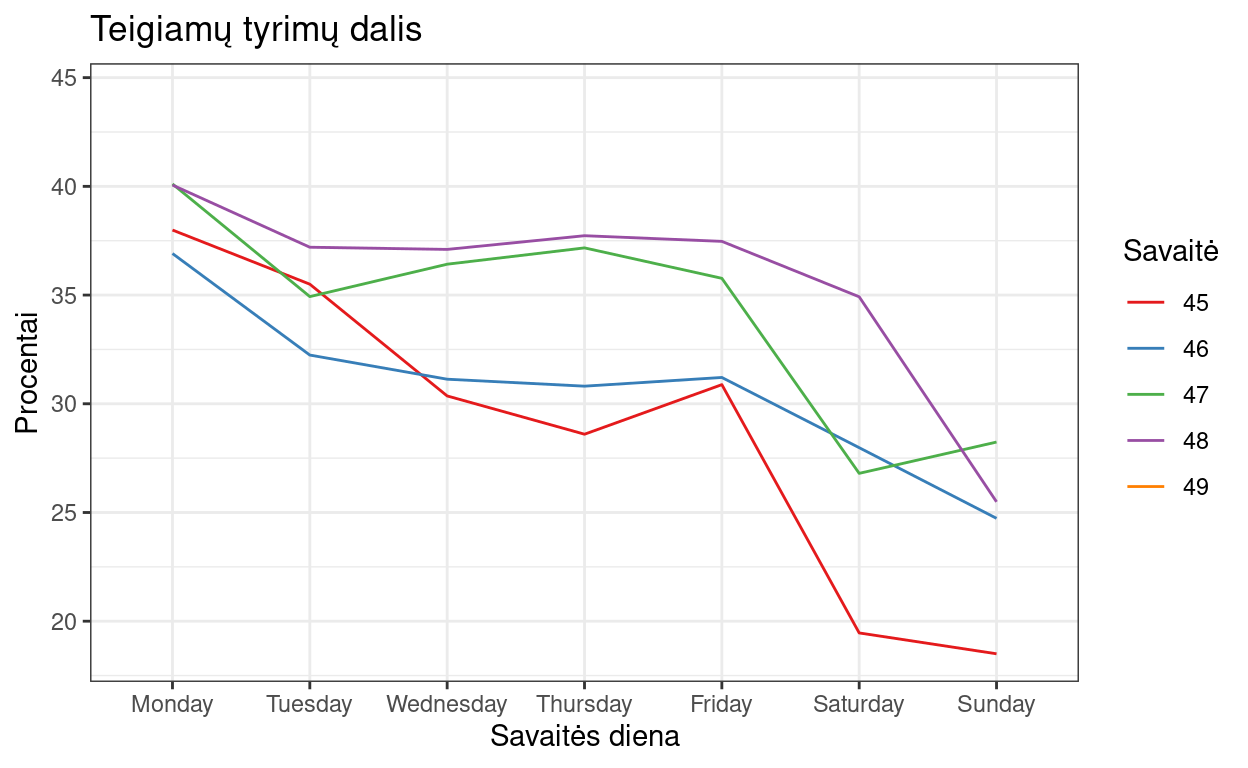 Teigiamų tyrimų dalis
45
40
35
30
25
20
Procentai
Monday Tuesday Wednesday Thursday Friday Saturday Sunday
Savaitės diena
Savaitė
45
46
47
48
49